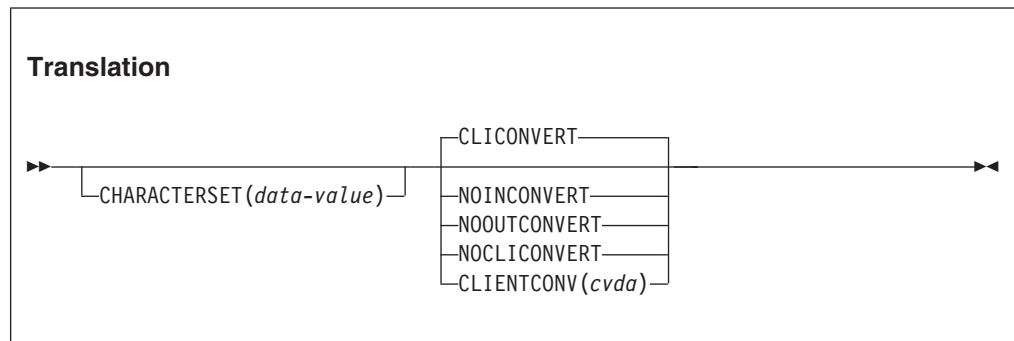 Translation
CLICONVERT
CHARACTERSET(data-value)
NOINCONVERT
NOOUTCONVERT
NOCLICONVERT
CLIENTCONV(cvda)